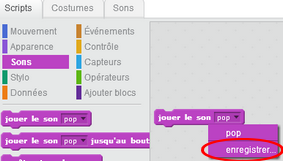 Scripts Costumes Sons
Mouvement Événements
Apparence Contrôle
Sons Capteurs
Stylo Opérateurs
Données Ajouter blocs
jouer le son pop
jouer le son pop jusqu'au bout
jouer le son pop
pop
enregistrer...